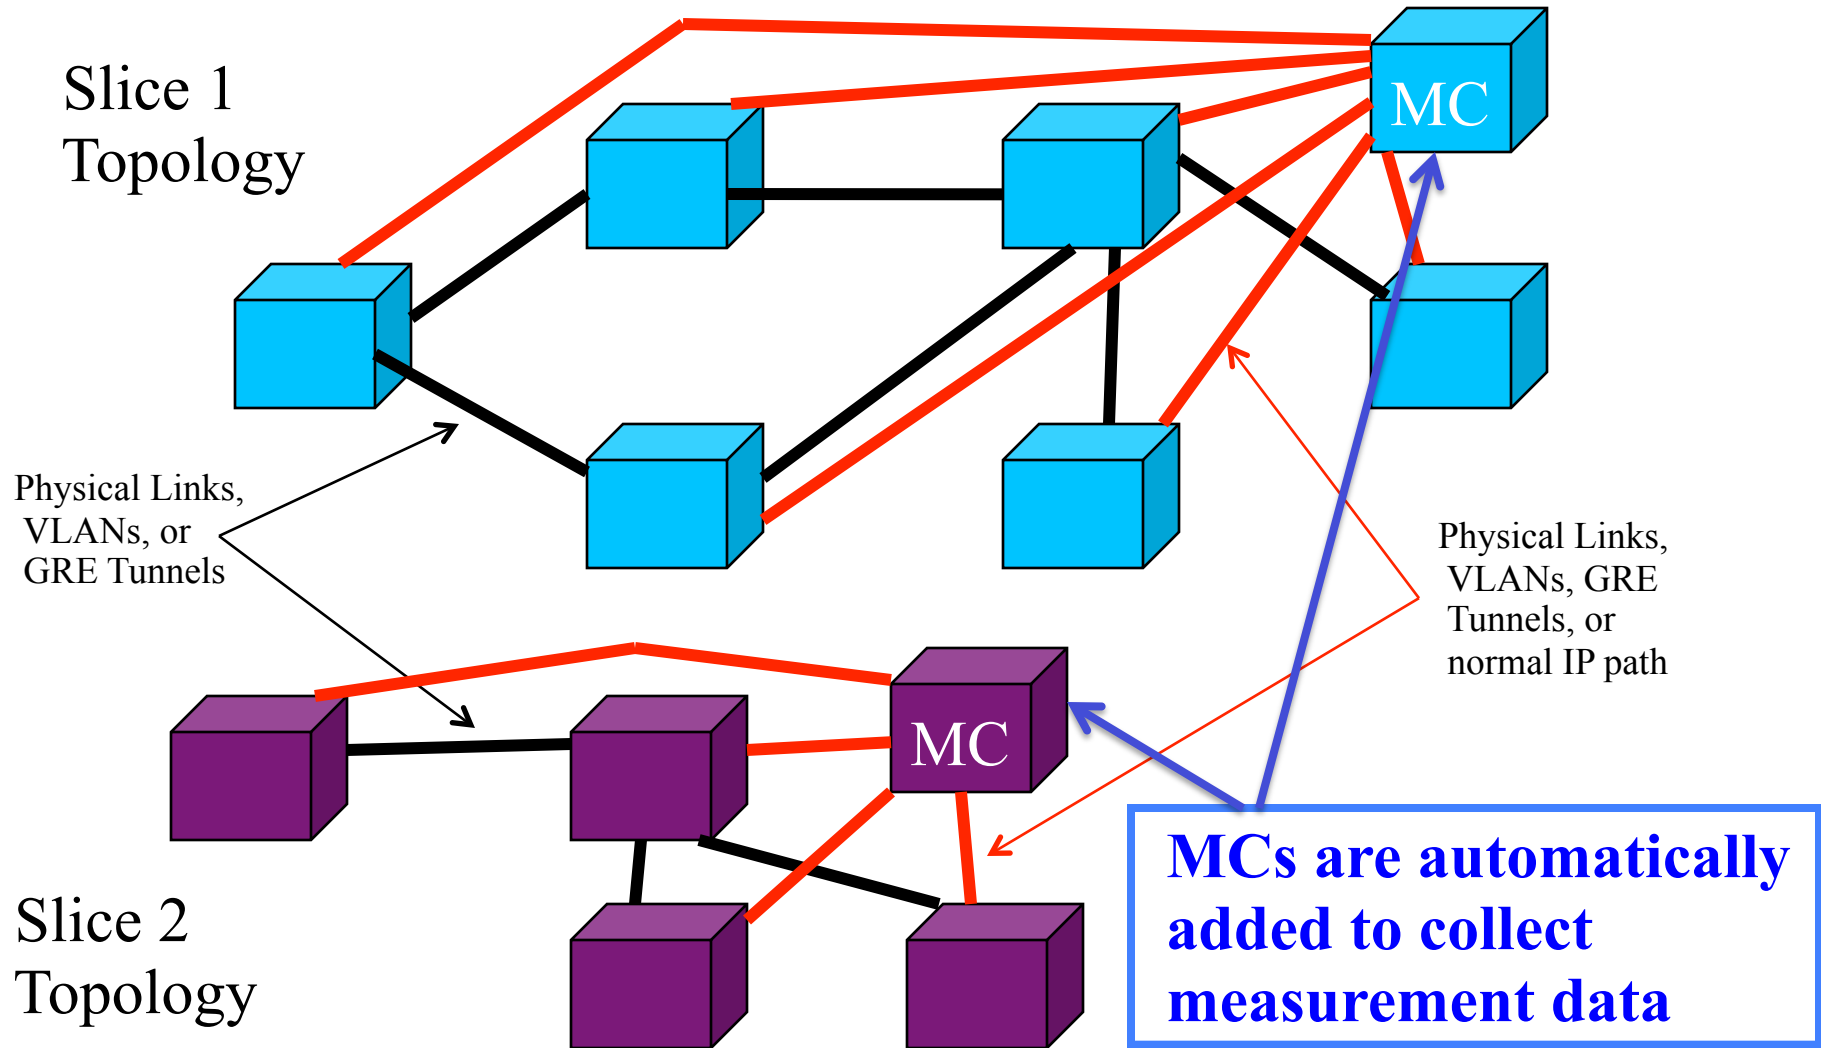 Slice 1
Topology
MC
Physical Links,
VLANs, or
GRE Tunnels
Physical Links,
VLANs, GRE
Tunnels, or
normal IP path
MC
Slice 2
Topology
MCs are automatically
added to collect
measurement data